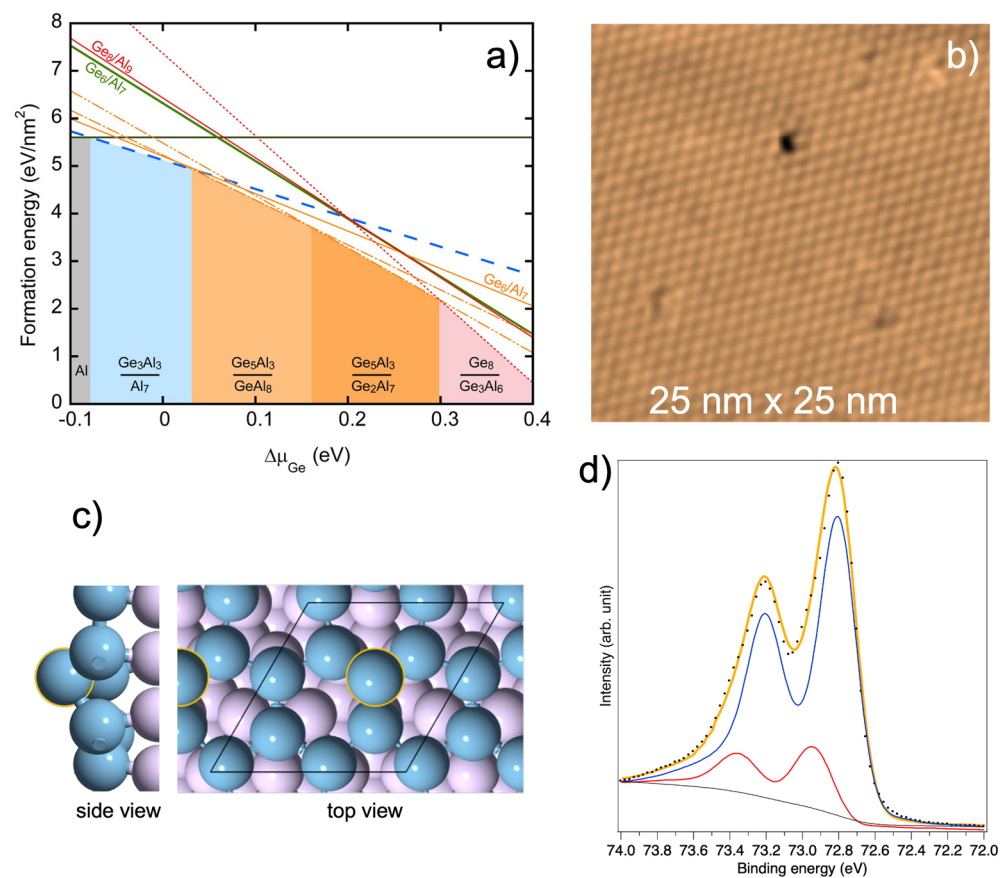 a)
8
7
6
5
4
3
2
1
0
Formation energy (eV/nm²)
Ge₈/Al₉
Ge₆/Al₇
Ge₆/Al₇
Al
Ge₃Al₃
Al₇
Ge₅Al₃
GeAl₈
Ge₅Al₃
Ge₂Al₇
Ge₈
Ge₃Al₆
-0.1 0 0.1 0.2 0.3 0.4
Δμ_Ge (eV)
b)
25 nm x 25 nm
c)
side view
top view
d)
Intensity (arb. unit)
74.0 73.8 73.6 73.4 73.2 73.0 72.8 72.6 72.4 72.2 72.0
Binding energy (eV)